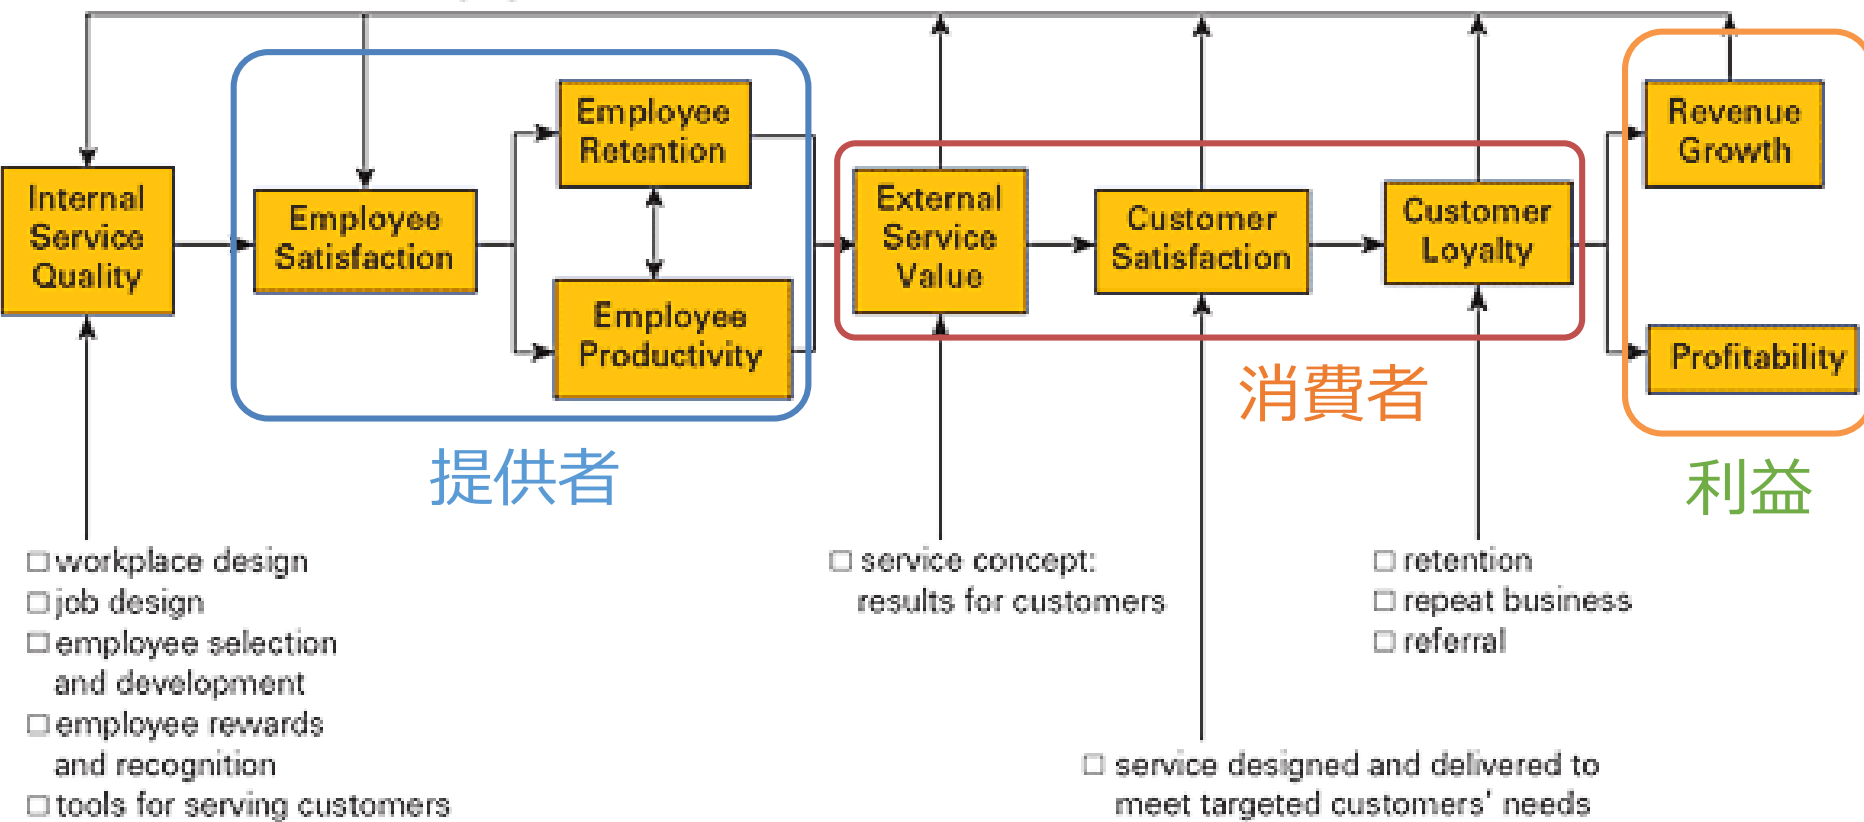 Internal
Service
Quality
Employee
Satisfaction
Employee
Retention
Employee
Productivity
External
Service
Value
Customer
Satisfaction
Customer
Loyalty
Revenue
Growth
Profitability
提供者
消費者
利益
□ workplace design
□ job design
□ employee selection
and development
□ employee rewards
and recognition
□ tools for serving customers
□ service concept:
results for customers
□ service designed and delivered to
meet targeted customers' needs
□ retention
□ repeat business
□ referral